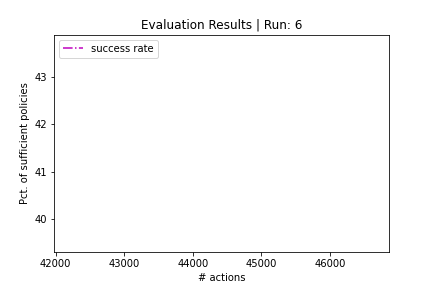 Evaluation Results | Run: 6
success rate
Pct. of sufficient policies
43
42
41
40
42000 43000 44000 45000 46000
# actions